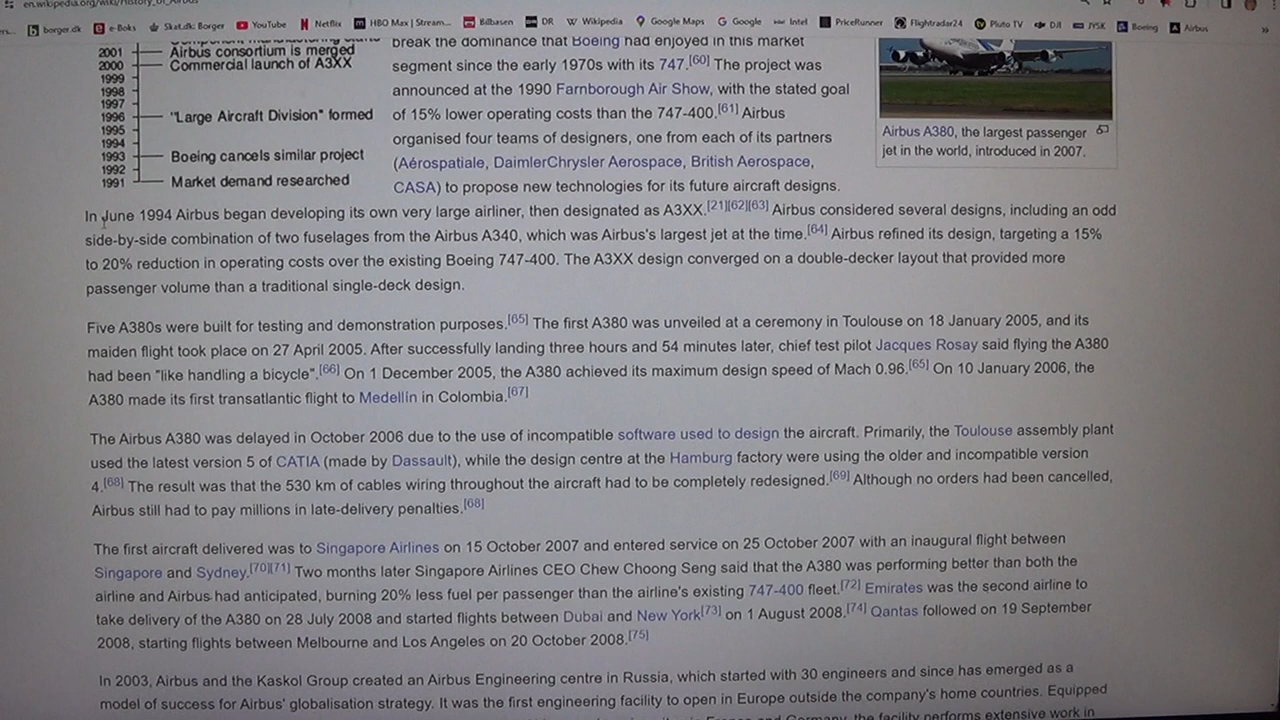 en.wikipedia.org/wiki/History_of_Airbus
borger.dk e-Boks Skat.dk: Borger YouTube Netflix HBO Max | Stream... Bilbasen DR Wikipedia Google Maps Google Intel PriceRunner Flightradar24 Pluto TV DJI JYSK Boeing Airbus »
2001 Airbus consortium is merged
2000 Commercial launch of A3XX
1999
1998
1997
1996 "Large Aircraft Division" formed
1995
1994
1993 Boeing cancels similar project
1992
1991 Market demand researched
break the dominance that Boeing had enjoyed in this market
segment since the early 1970s with its 747.[60] The project was
announced at the 1990 Farnborough Air Show, with the stated goal
of 15% lower operating costs than the 747-400.[61] Airbus
organised four teams of designers, one from each of its partners
(Aérospatiale, DaimlerChrysler Aerospace, British Aerospace,
CASA) to propose new technologies for its future aircraft designs.
Airbus A380, the largest passenger
jet in the world, introduced in 2007.
In June 1994 Airbus began developing its own very large airliner, then designated as A3XX.[21][62][63] Airbus considered several designs, including an odd
side-by-side combination of two fuselages from the Airbus A340, which was Airbus's largest jet at the time.[64] Airbus refined its design, targeting a 15%
to 20% reduction in operating costs over the existing Boeing 747-400. The A3XX design converged on a double-decker layout that provided more
passenger volume than a traditional single-deck design.
Five A380s were built for testing and demonstration purposes.[65] The first A380 was unveiled at a ceremony in Toulouse on 18 January 2005, and its
maiden flight took place on 27 April 2005. After successfully landing three hours and 54 minutes later, chief test pilot Jacques Rosay said flying the A380
had been "like handling a bicycle".[66] On 1 December 2005, the A380 achieved its maximum design speed of Mach 0.96.[65] On 10 January 2006, the
A380 made its first transatlantic flight to Medellín in Colombia.[67]
The Airbus A380 was delayed in October 2006 due to the use of incompatible software used to design the aircraft. Primarily, the Toulouse assembly plant
used the latest version 5 of CATIA (made by Dassault), while the design centre at the Hamburg factory were using the older and incompatible version
4.[68] The result was that the 530 km of cables wiring throughout the aircraft had to be completely redesigned.[69] Although no orders had been cancelled,
Airbus still had to pay millions in late-delivery penalties.[68]
The first aircraft delivered was to Singapore Airlines on 15 October 2007 and entered service on 25 October 2007 with an inaugural flight between
Singapore and Sydney.[70][71] Two months later Singapore Airlines CEO Chew Choong Seng said that the A380 was performing better than both the
airline and Airbus had anticipated, burning 20% less fuel per passenger than the airline's existing 747-400 fleet.[72] Emirates was the second airline to
take delivery of the A380 on 28 July 2008 and started flights between Dubai and New York[73] on 1 August 2008.[74] Qantas followed on 19 September
2008, starting flights between Melbourne and Los Angeles on 20 October 2008.[75]
In 2003, Airbus and the Kaskol Group created an Airbus Engineering centre in Russia, which started with 30 engineers and since has emerged as a
model of success for Airbus' globalisation strategy. It was the first engineering facility to open in Europe outside the company's home countries. Equipped
France and Germany, the facility performs extensive work in